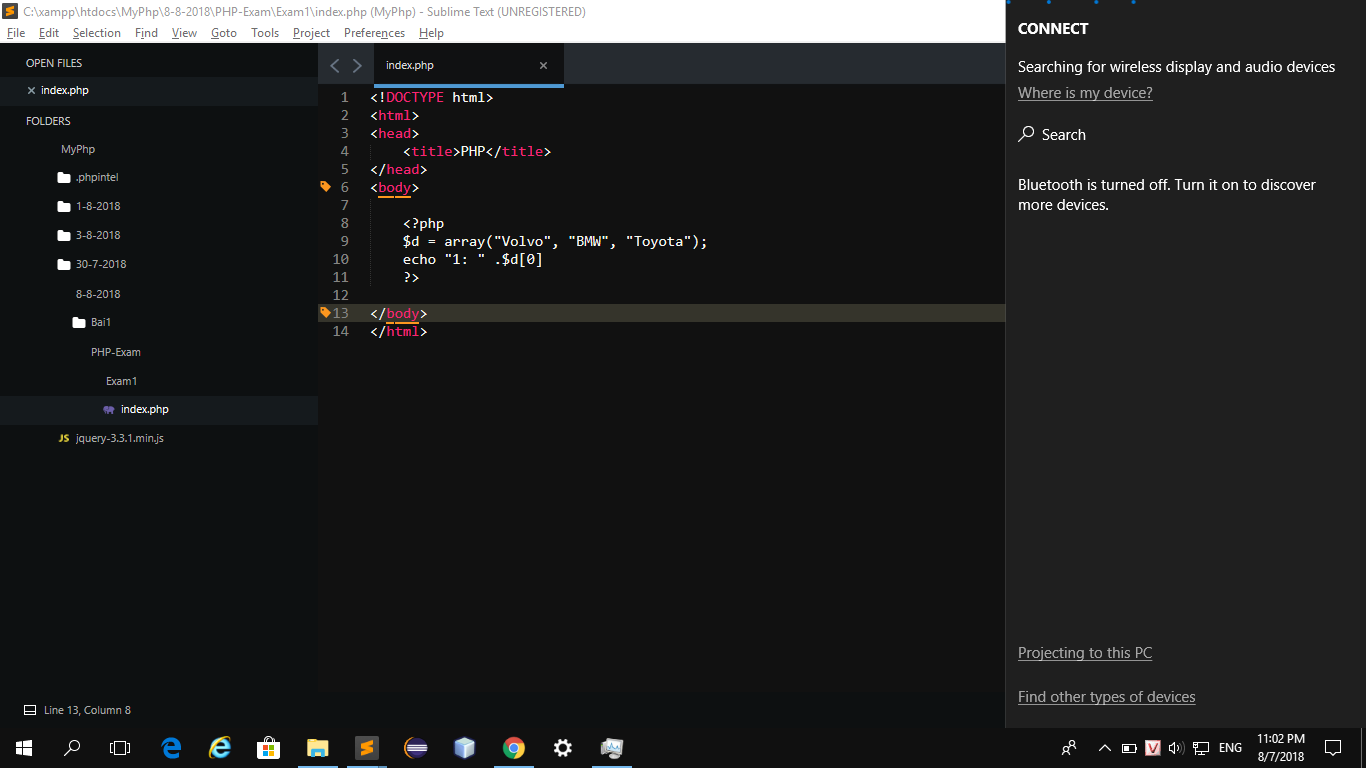 C:\xampp\htdocs\MyPhp\8-8-2018\PHP-Exam\Exam1\index.php (MyPhp) - Sublime Text (UNREGISTERED)
File Edit Selection Find View Goto Tools Project Preferences Help
OPEN FILES
index.php
FOLDERS
MyPhp
.phpintel
1-8-2018
3-8-2018
30-7-2018
8-8-2018
Bai1
PHP-Exam
Exam1
index.php
JS jquery-3.3.1.min.js
index.php
1 <!DOCTYPE html>
2 <html>
3 <head>
4 <title>PHP</title>
5 </head>
6 <body>
7
8 <?php
9 $d = array("Volvo", "BMW", "Toyota");
10 echo "1: " .$d[0]
11 ?>
12
13 </body>
14 </html>
Line 13, Column 8
CONNECT
Searching for wireless display and audio devices
Where is my device?
Search
Bluetooth is turned off. Turn it on to discover
more devices.
Projecting to this PC
Find other types of devices
V
ENG
11:02 PM
8/7/2018